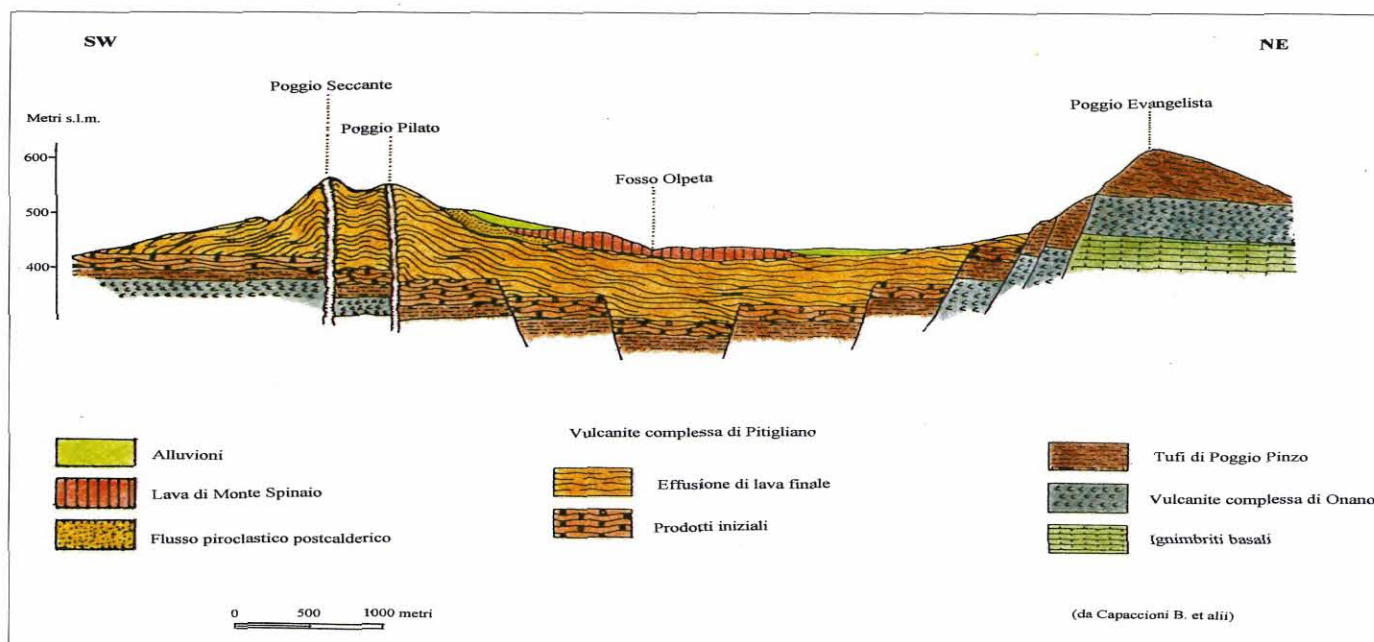 SW
NE
Poggio Seccante
Poggio Evangelista
Metri s.l.m.
Poggio Pilato
600
Fosso Olpeta
500
400
Vulcanite complessa di Pitigliano
Alluvioni
Lava di Monte Spinaio
Flusso piroclastico postcalderico
Effusione di lava finale
Prodotti iniziali
Tufi di Poggio Pinzo
Vulcanite complessa di Onano
Ignimbriti basali
0 500 1000 metri
(da Capaccioni B. et alii)